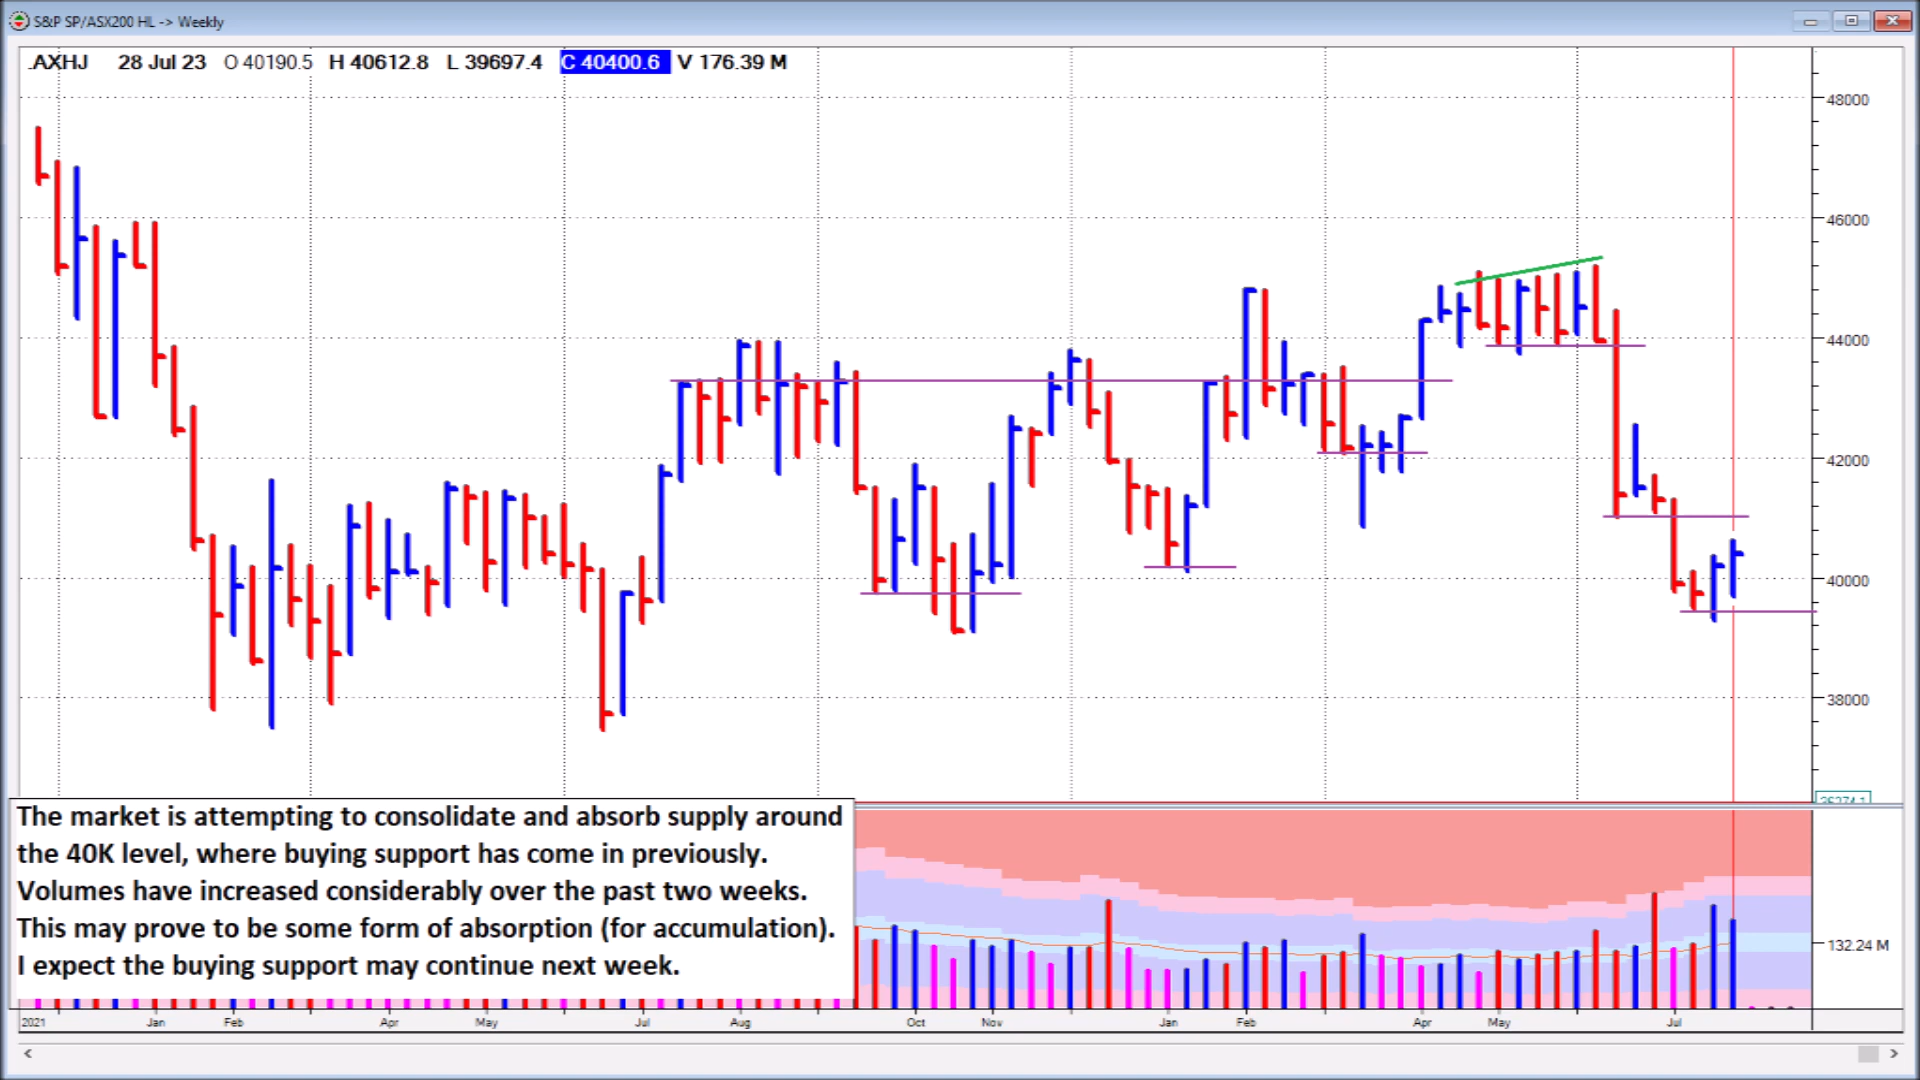 S&P SP/ASX200 HL -> Weekly
.AXHJ 28 Jul 23 O 40190.5 H 40612.8 L 39697.4 C 40400.6 V 176.39 M
48000
46000
44000
42000
40000
38000
The market is attempting to consolidate and absorb supply around
the 40K level, where buying support has come in previously.
Volumes have increased considerably over the past two weeks.
This may prove to be some form of absorption (for accumulation).
I expect the buying support may continue next week.
132.24 M
2021 Jan Feb Apr May Jul Aug Oct Nov Jan Feb Apr May Jul